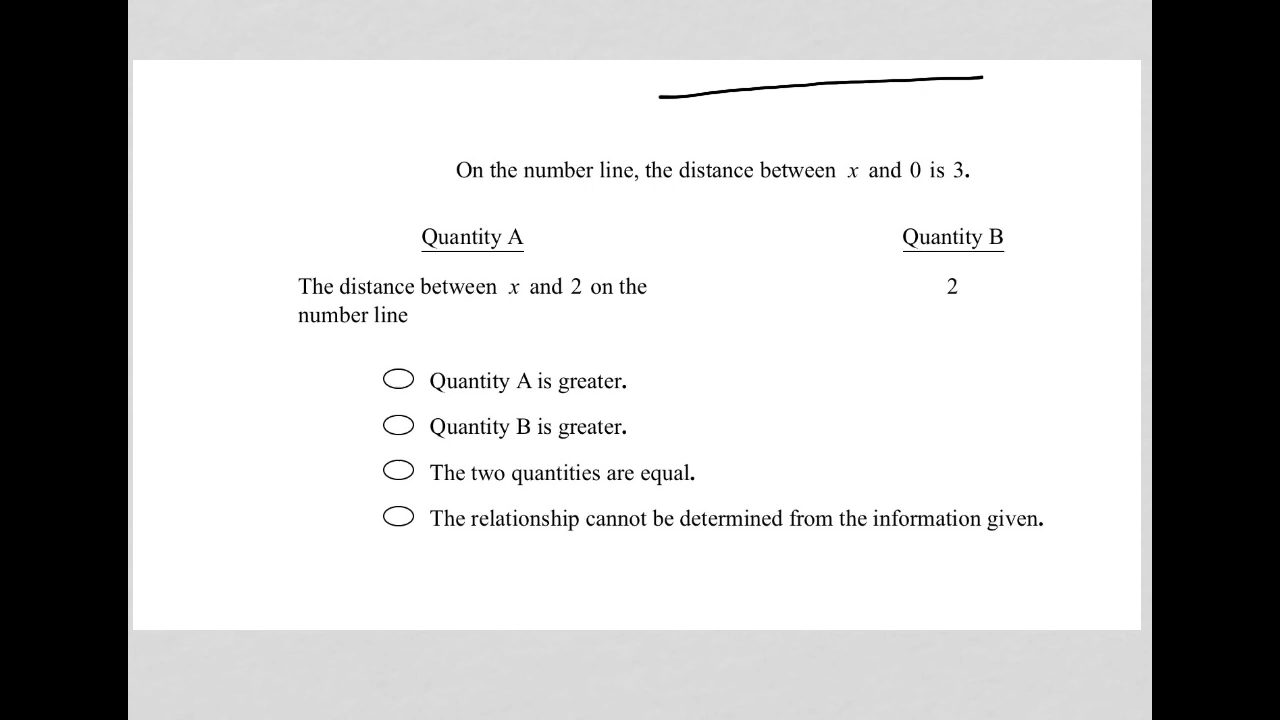 On the number line, the distance between x and 0 is 3.
Quantity A
Quantity B
The distance between x and 2 on the
number line
2
Quantity A is greater.
Quantity B is greater.
The two quantities are equal.
The relationship cannot be determined from the information given.